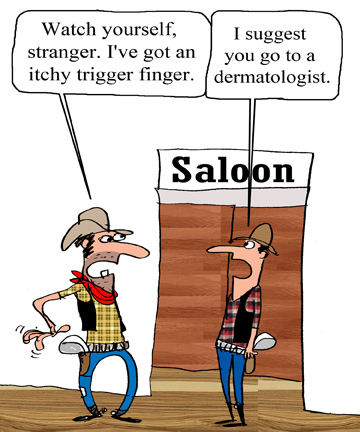 Watch yourself,
stranger. I've got an
itchy trigger finger.
I suggest
you go to a
dermatologist.
Saloon